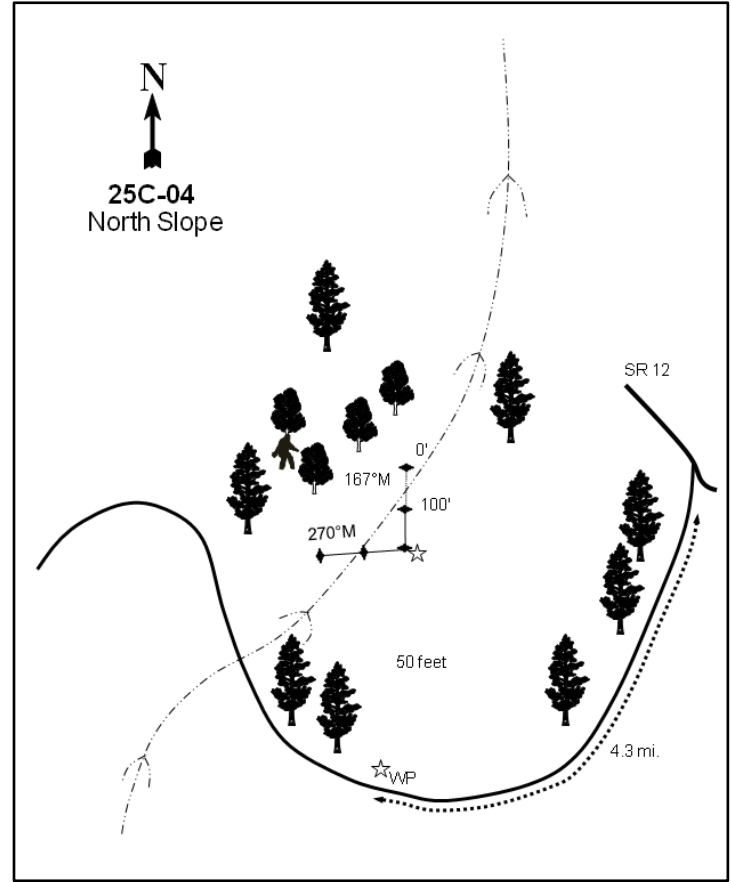 N
25C-04
North Slope
SR 12
0'
167°M
100'
270°M
50 feet
4.3 mi.
WP